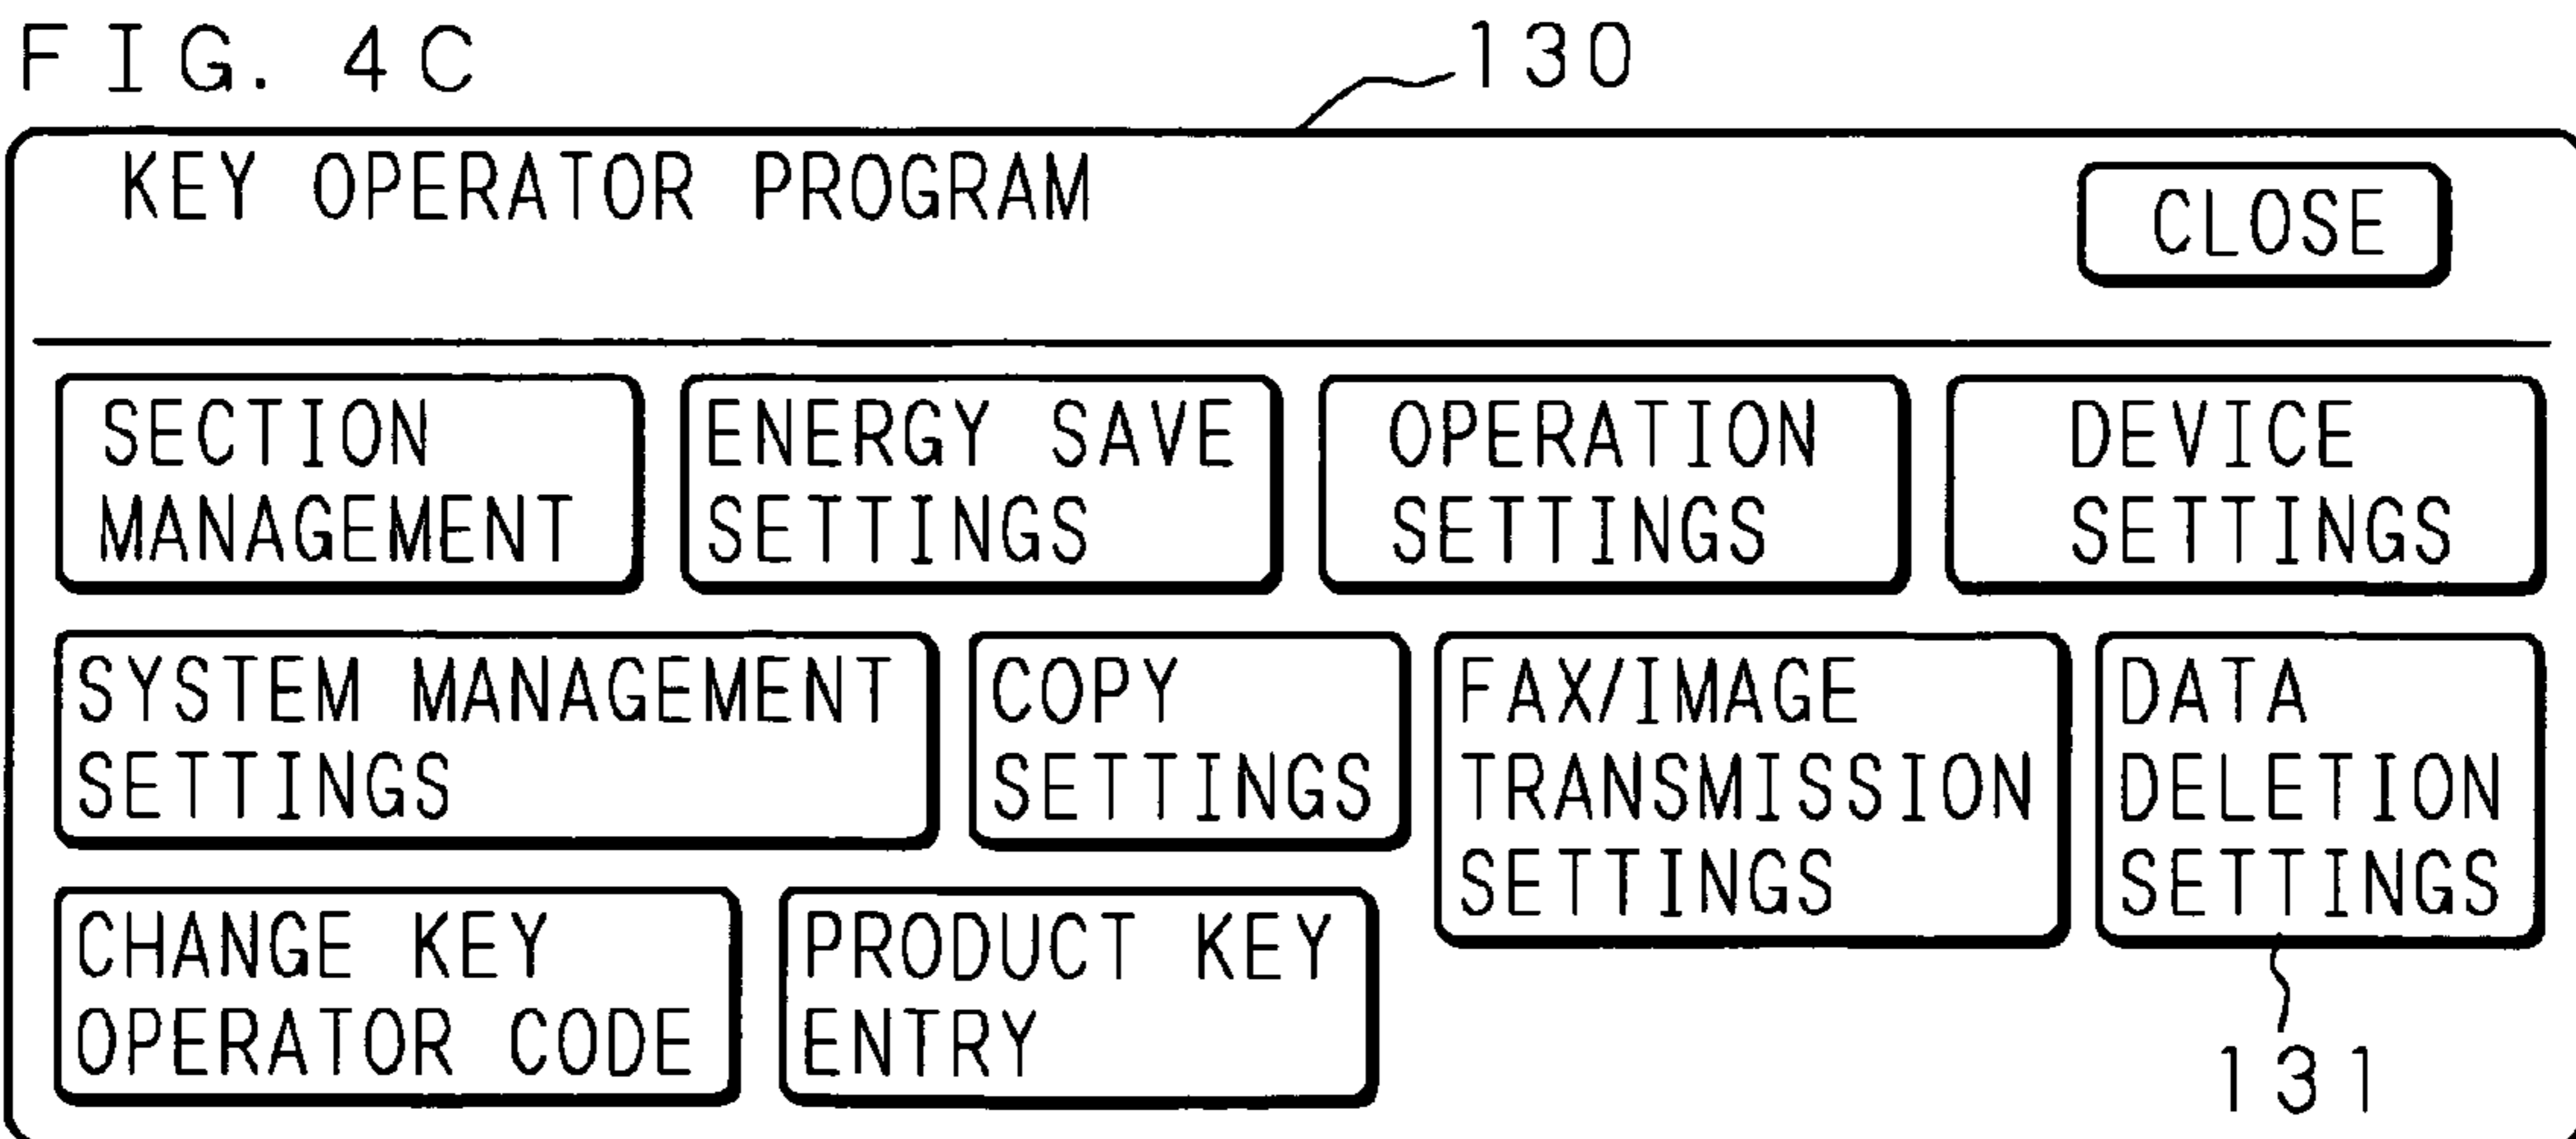 FIG. 4C
130
KEY OPERATOR PROGRAM
CLOSE
SECTION
MANAGEMENT
ENERGY SAVE
SETTINGS
OPERATION
SETTINGS
DEVICE
SETTINGS
SYSTEM MANAGEMENT
SETTINGS
COPY
SETTINGS
FAX/IMAGE
TRANSMISSION
SETTINGS
DATA
DELETION
SETTINGS
CHANGE KEY
OPERATOR CODE
PRODUCT KEY
ENTRY
131